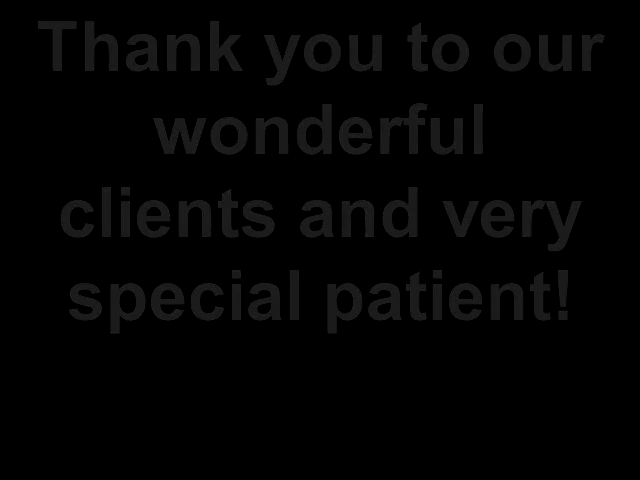 Thank you to our
wonderful
clients and very
special patient!